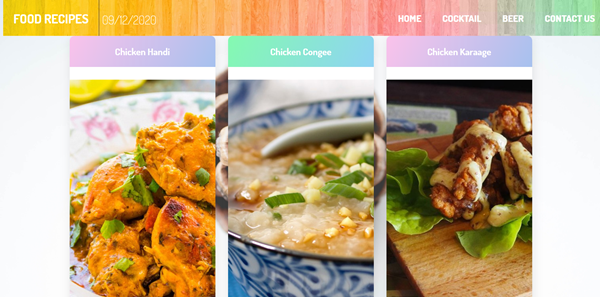 FOOD RECIPES 09/12/2020 HOME COCKTAIL BEER CONTACT US
Chicken Handi Chicken Congee Chicken Karaage